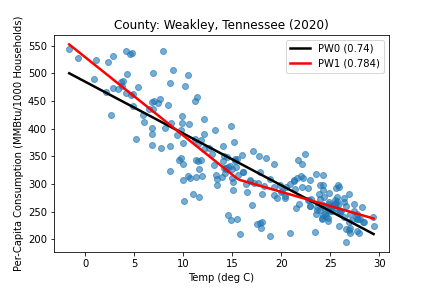 County: Weakley, Tennessee (2020)
PW0 (0.74)
PW1 (0.784)
Per-Capita Consumption (MMBtu/1000 Households)
550
500
450
400
350
300
250
200
0 5 10 15 20 25 30
Temp (deg C)